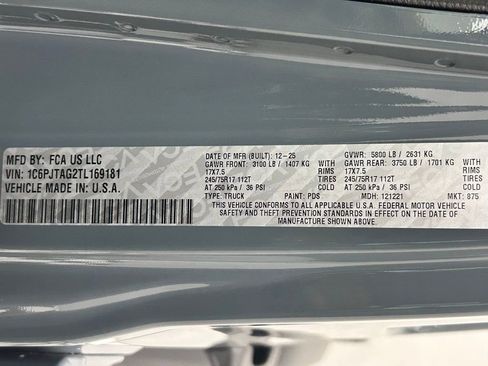 MFD BY: FCA US LLC
VIN: 1C6PJTAG2TL169181
VEHICLE MADE IN: U.S.A.
DATE OF MFR (BUILT): 12-25 GVWR: 5800 LB / 2631 KG
GAWR FRONT: 3100 LB / 1407 KG WITH GAWR REAR: 3750 LB / 1701 KG WITH
17X7.5 RIMS 17X7.5 RIMS
245/75R17 112T TIRES 245/75R17 112T TIRES
AT 250 kPa / 36 PSI AT 250 kPa / 36 PSI
TYPE: TRUCK PAINT: PDS MDH: 121221 MKT: 875
THIS VEHICLE CONFORMS TO ALL APPLICABLE U.S.A. FEDERAL MOTOR VEHICLE
SAFETY AND THEFT PREVENTION STANDARDS IN EFFECT ON THE DATE OF
MANUFACTURE SHOWN ABOVE.